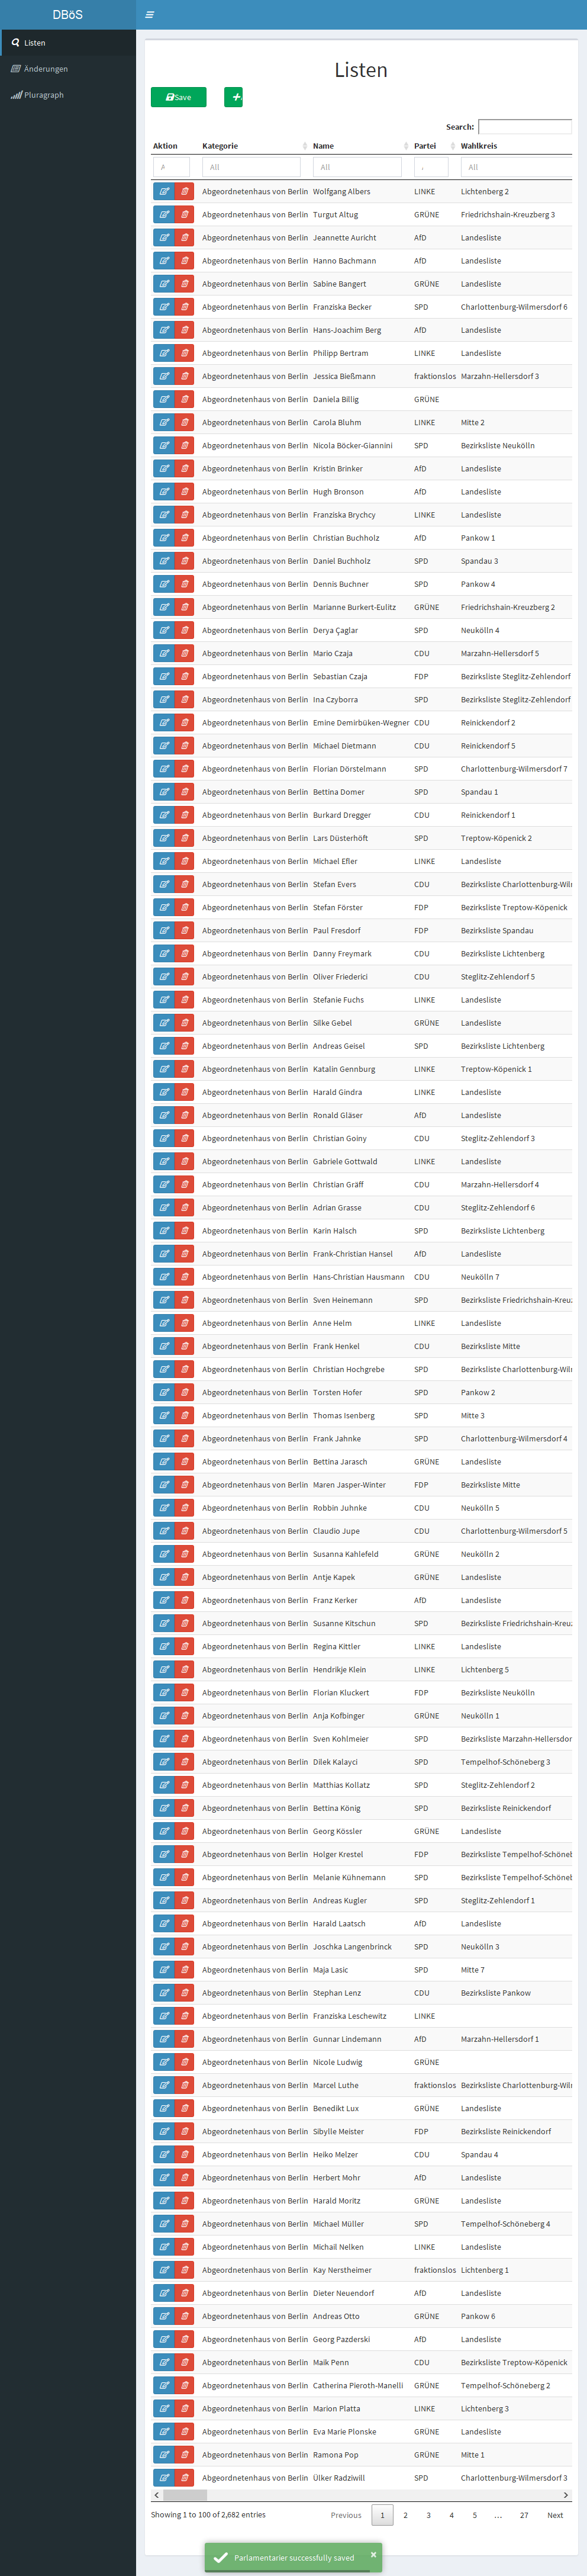 DBöS
Listen
Änderungen
Pluragraph
Listen
Save
Search:
Aktion Kategorie Name Partei Wahlkreis
A All All All
Abgeordnetenhaus von Berlin Wolfgang Albers LINKE Lichtenberg 2
Abgeordnetenhaus von Berlin Turgut Altug GRÜNE Friedrichshain-Kreuzberg 3
Abgeordnetenhaus von Berlin Jeannette Auricht AfD Landesliste
Abgeordnetenhaus von Berlin Hanno Bachmann AfD Landesliste
Abgeordnetenhaus von Berlin Sabine Bangert GRÜNE Landesliste
Abgeordnetenhaus von Berlin Franziska Becker SPD Charlottenburg-Wilmersdorf 6
Abgeordnetenhaus von Berlin Hans-Joachim Berg AfD Landesliste
Abgeordnetenhaus von Berlin Philipp Bertram LINKE Landesliste
Abgeordnetenhaus von Berlin Jessica Bießmann fraktionslos Marzahn-Hellersdorf 3
Abgeordnetenhaus von Berlin Daniela Billig GRÜNE
Abgeordnetenhaus von Berlin Carola Bluhm LINKE Mitte 2
Abgeordnetenhaus von Berlin Nicola Böcker-Giannini SPD Bezirksliste Neukölln
Abgeordnetenhaus von Berlin Kristin Brinker AfD Landesliste
Abgeordnetenhaus von Berlin Hugh Bronson AfD Landesliste
Abgeordnetenhaus von Berlin Franziska Brychcy LINKE Landesliste
Abgeordnetenhaus von Berlin Christian Buchholz AfD Pankow 1
Abgeordnetenhaus von Berlin Daniel Buchholz SPD Spandau 3
Abgeordnetenhaus von Berlin Dennis Buchner SPD Pankow 4
Abgeordnetenhaus von Berlin Marianne Burkert-Eulitz GRÜNE Friedrichshain-Kreuzberg 2
Abgeordnetenhaus von Berlin Derya Çaglar SPD Neukölln 4
Abgeordnetenhaus von Berlin Mario Czaja CDU Marzahn-Hellersdorf 5
Abgeordnetenhaus von Berlin Sebastian Czaja FDP Bezirksliste Steglitz-Zehlendorf
Abgeordnetenhaus von Berlin Ina Czyborra SPD Bezirksliste Steglitz-Zehlendorf
Abgeordnetenhaus von Berlin Emine Demirbüken-Wegner CDU Reinickendorf 2
Abgeordnetenhaus von Berlin Michael Dietmann CDU Reinickendorf 5
Abgeordnetenhaus von Berlin Florian Dörstelmann SPD Charlottenburg-Wilmersdorf 7
Abgeordnetenhaus von Berlin Bettina Domer SPD Spandau 1
Abgeordnetenhaus von Berlin Burkard Dregger CDU Reinickendorf 1
Abgeordnetenhaus von Berlin Lars Düsterhöft SPD Treptow-Köpenick 2
Abgeordnetenhaus von Berlin Michael Efler LINKE Landesliste
Abgeordnetenhaus von Berlin Stefan Evers CDU Bezirksliste Charlottenburg-Wilm
Abgeordnetenhaus von Berlin Stefan Förster FDP Bezirksliste Treptow-Köpenick
Abgeordnetenhaus von Berlin Paul Fresdorf FDP Bezirksliste Spandau
Abgeordnetenhaus von Berlin Danny Freymark CDU Bezirksliste Lichtenberg
Abgeordnetenhaus von Berlin Oliver Friederici CDU Steglitz-Zehlendorf 5
Abgeordnetenhaus von Berlin Stefanie Fuchs LINKE Landesliste
Abgeordnetenhaus von Berlin Silke Gebel GRÜNE Landesliste
Abgeordnetenhaus von Berlin Andreas Geisel SPD Bezirksliste Lichtenberg
Abgeordnetenhaus von Berlin Katalin Gennburg LINKE Treptow-Köpenick 1
Abgeordnetenhaus von Berlin Harald Gindra LINKE Landesliste
Abgeordnetenhaus von Berlin Ronald Gläser AfD Landesliste
Abgeordnetenhaus von Berlin Christian Goiny CDU Steglitz-Zehlendorf 3
Abgeordnetenhaus von Berlin Gabriele Gottwald LINKE Landesliste
Abgeordnetenhaus von Berlin Christian Gräff CDU Marzahn-Hellersdorf 4
Abgeordnetenhaus von Berlin Adrian Grasse CDU Steglitz-Zehlendorf 6
Abgeordnetenhaus von Berlin Karin Halsch SPD Bezirksliste Lichtenberg
Abgeordnetenhaus von Berlin Frank-Christian Hansel AfD Landesliste
Abgeordnetenhaus von Berlin Hans-Christian Hausmann CDU Neukölln 7
Abgeordnetenhaus von Berlin Sven Heinemann SPD Bezirksliste Friedrichshain-Kreuz
Abgeordnetenhaus von Berlin Anne Helm LINKE Landesliste
Abgeordnetenhaus von Berlin Frank Henkel CDU Bezirksliste Mitte
Abgeordnetenhaus von Berlin Christian Hochgrebe SPD Bezirksliste Charlottenburg-Wilm
Abgeordnetenhaus von Berlin Torsten Hofer SPD Pankow 2
Abgeordnetenhaus von Berlin Thomas Isenberg SPD Mitte 3
Abgeordnetenhaus von Berlin Frank Jahnke SPD Charlottenburg-Wilmersdorf 4
Abgeordnetenhaus von Berlin Bettina Jarasch GRÜNE Landesliste
Abgeordnetenhaus von Berlin Maren Jasper-Winter FDP Bezirksliste Mitte
Abgeordnetenhaus von Berlin Robbin Juhnke CDU Neukölln 5
Abgeordnetenhaus von Berlin Claudio Jupe CDU Charlottenburg-Wilmersdorf 5
Abgeordnetenhaus von Berlin Susanna Kahlefeld GRÜNE Neukölln 2
Abgeordnetenhaus von Berlin Antje Kapek GRÜNE Landesliste
Abgeordnetenhaus von Berlin Franz Kerker AfD Landesliste
Abgeordnetenhaus von Berlin Susanne Kitschun SPD Bezirksliste Friedrichshain-Kreuz
Abgeordnetenhaus von Berlin Regina Kittler LINKE Landesliste
Abgeordnetenhaus von Berlin Hendrikje Klein LINKE Lichtenberg 5
Abgeordnetenhaus von Berlin Florian Kluckert FDP Bezirksliste Neukölln
Abgeordnetenhaus von Berlin Anja Kofbinger GRÜNE Neukölln 1
Abgeordnetenhaus von Berlin Sven Kohlmeier SPD Bezirksliste Marzahn-Hellersdor
Abgeordnetenhaus von Berlin Dilek Kalayci SPD Tempelhof-Schöneberg 3
Abgeordnetenhaus von Berlin Matthias Kollatz SPD Steglitz-Zehlendorf 2
Abgeordnetenhaus von Berlin Bettina König SPD Bezirksliste Reinickendorf
Abgeordnetenhaus von Berlin Georg Kössler GRÜNE Landesliste
Abgeordnetenhaus von Berlin Holger Krestel FDP Bezirksliste Tempelhof-Schöneb
Abgeordnetenhaus von Berlin Melanie Kühnemann SPD Bezirksliste Tempelhof-Schöneb
Abgeordnetenhaus von Berlin Andreas Kugler SPD Steglitz-Zehlendorf 1
Abgeordnetenhaus von Berlin Harald Laatsch AfD Landesliste
Abgeordnetenhaus von Berlin Joschka Langenbrinck SPD Neukölln 3
Abgeordnetenhaus von Berlin Maja Lasic SPD Mitte 7
Abgeordnetenhaus von Berlin Stephan Lenz CDU Bezirksliste Pankow
Abgeordnetenhaus von Berlin Franziska Leschewitz LINKE
Abgeordnetenhaus von Berlin Gunnar Lindemann AfD Marzahn-Hellersdorf 1
Abgeordnetenhaus von Berlin Nicole Ludwig GRÜNE
Abgeordnetenhaus von Berlin Marcel Luthe fraktionslos Bezirksliste Charlottenburg-Wilm
Abgeordnetenhaus von Berlin Benedikt Lux GRÜNE Landesliste
Abgeordnetenhaus von Berlin Sibylle Meister FDP Bezirksliste Reinickendorf
Abgeordnetenhaus von Berlin Heiko Melzer CDU Spandau 4
Abgeordnetenhaus von Berlin Herbert Mohr AfD Landesliste
Abgeordnetenhaus von Berlin Harald Moritz GRÜNE Landesliste
Abgeordnetenhaus von Berlin Michael Müller SPD Tempelhof-Schöneberg 4
Abgeordnetenhaus von Berlin Michail Nelken LINKE Landesliste
Abgeordnetenhaus von Berlin Kay Nerstheimer fraktionslos Lichtenberg 1
Abgeordnetenhaus von Berlin Dieter Neuendorf AfD Landesliste
Abgeordnetenhaus von Berlin Andreas Otto GRÜNE Pankow 6
Abgeordnetenhaus von Berlin Georg Pazderski AfD Landesliste
Abgeordnetenhaus von Berlin Maik Penn CDU Bezirksliste Treptow-Köpenick
Abgeordnetenhaus von Berlin Catherina Pieroth-Manelli GRÜNE Tempelhof-Schöneberg 2
Abgeordnetenhaus von Berlin Marion Platta LINKE Lichtenberg 3
Abgeordnetenhaus von Berlin Eva Marie Plonske GRÜNE Landesliste
Abgeordnetenhaus von Berlin Ramona Pop GRÜNE Mitte 1
Abgeordnetenhaus von Berlin Ülker Radziwill SPD Charlottenburg-Wilmersdorf 3
Showing 1 to 100 of 2,682 entries Previous 1 2 3 4 5 … 27 Next
Parlamentarier successfully saved ×